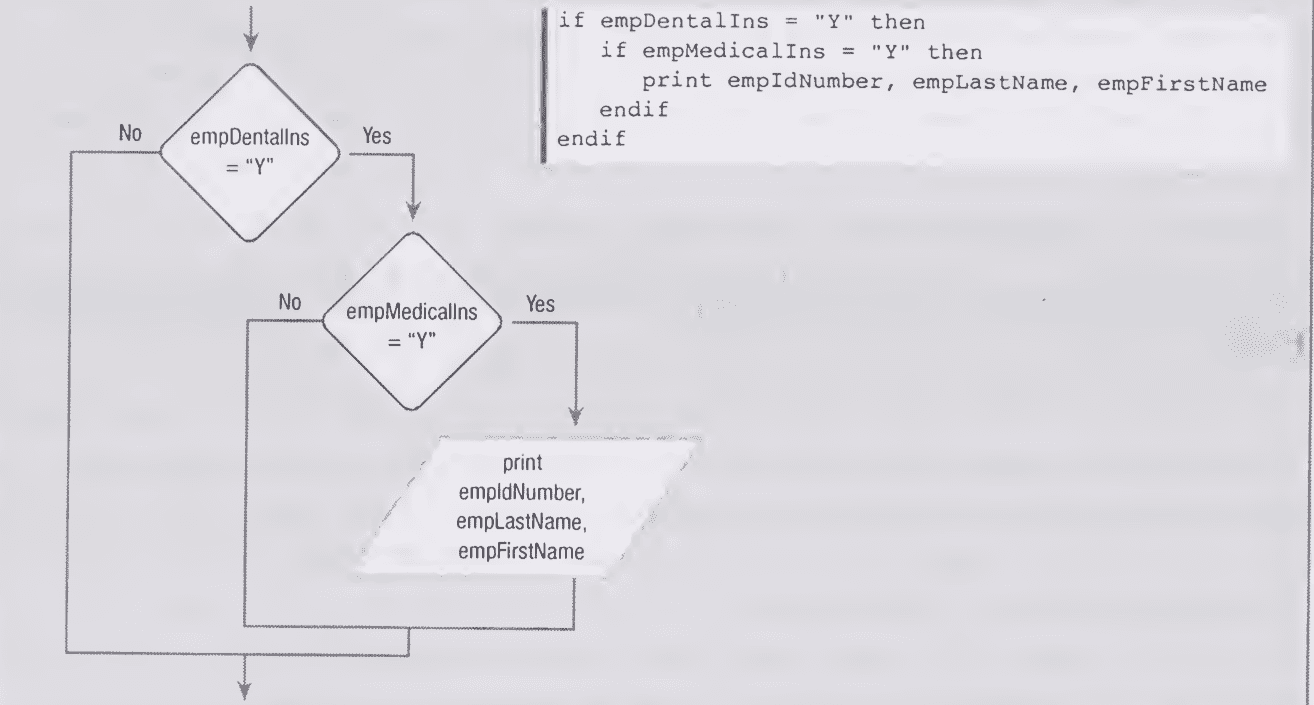 if empDentalIns = "Y" then
if empMedicalIns = "Y" then
print empIdNumber, empLastName, empFirstName
endif
endif
No
empDentalIns
= “Y”
Yes
No
empMedicalIns
= “Y”
Yes
print
empIdNumber,
empLastName,
empFirstName